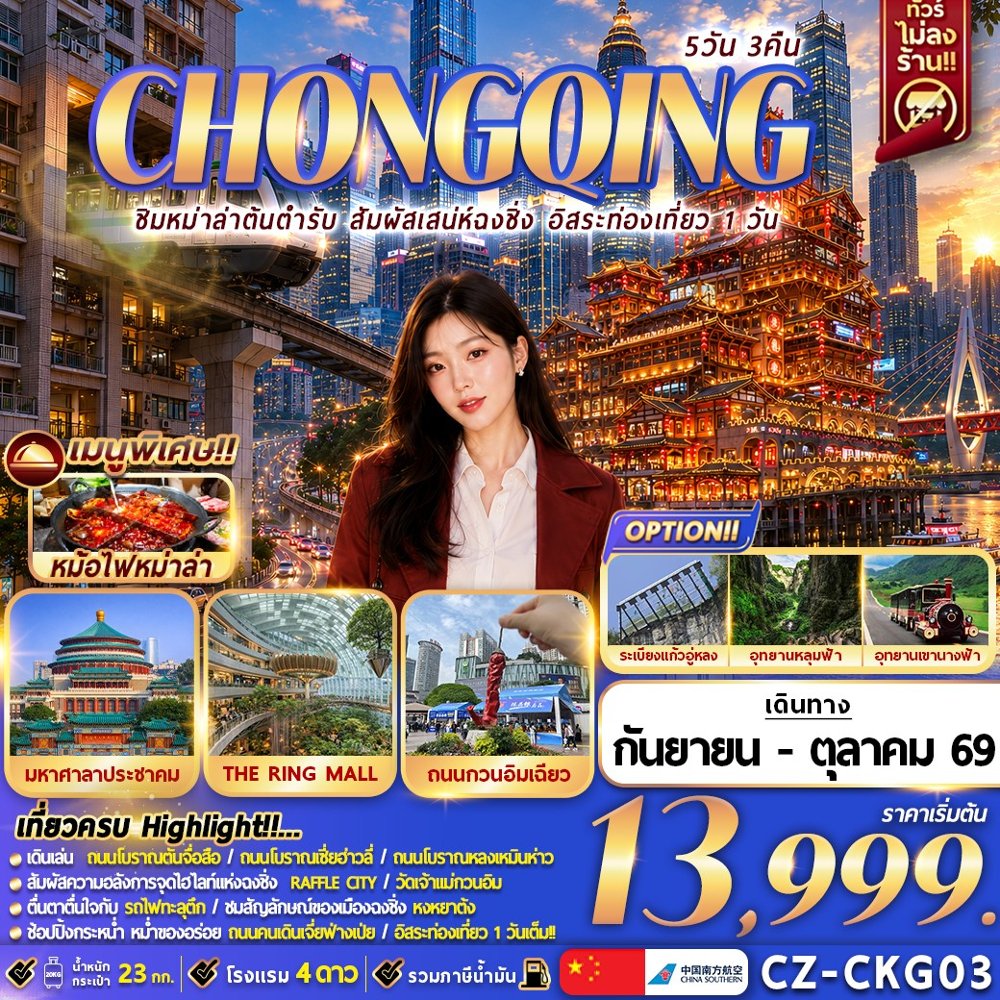 5วัน 3คืน
ทัวร์
ไม่ลง
ร้าน!!
CHONGQING
ชิมหม่าล่าต้นตำรับ สัมผัสเสน่ห์ฉงชิ่ง อิสระท่องเที่ยว 1 วัน
เมนูพิเศษ!!
หม้อไฟหม่าล่า
OPTION!!
ระเบียงแก้วอู่หลง
อุทยานหลุมฟ้า
อุทยานเขานางฟ้า
มหาศาลาประชาคม
THE RING MALL
ถนนกวนอิมเฉียว
เดินทาง
กันยายน - ตุลาคม 69
ราคาเริ่มต้น
13,999.
เที่ยวครบ Highlight!!...
เดินเล่น ถนนโบราณตันจื่อสือ / ถนนโบราณเซี่ยฮ่าวลี่ / ถนนโบราณหลงเหมินห่าว
สัมผัสความอลังการจุดไฮไลท์แห่งฉงชิ่ง RAFFLE CITY / วัดเจ้าแม่กวนอิม
ตื่นตาตื่นใจกับ รถไฟทะลุตึก / ชมสัญลักษณ์ของเมืองฉงชิ่ง หงหยาต้ง
ช้อปปิ้งกระหน่ำ หม่ำของอร่อย ถนนคนเดินเจี่ยฟ่างเปย / อิสระท่องเที่ยว 1 วันเต็ม!!
20KG
น้ำหนัก
กระเป๋า 23 กก.
โรงแรม 4 ดาว
รวมภาษีน้ำมัน
中国南方航空
CHINA SOUTHERN
CZ-CKG03